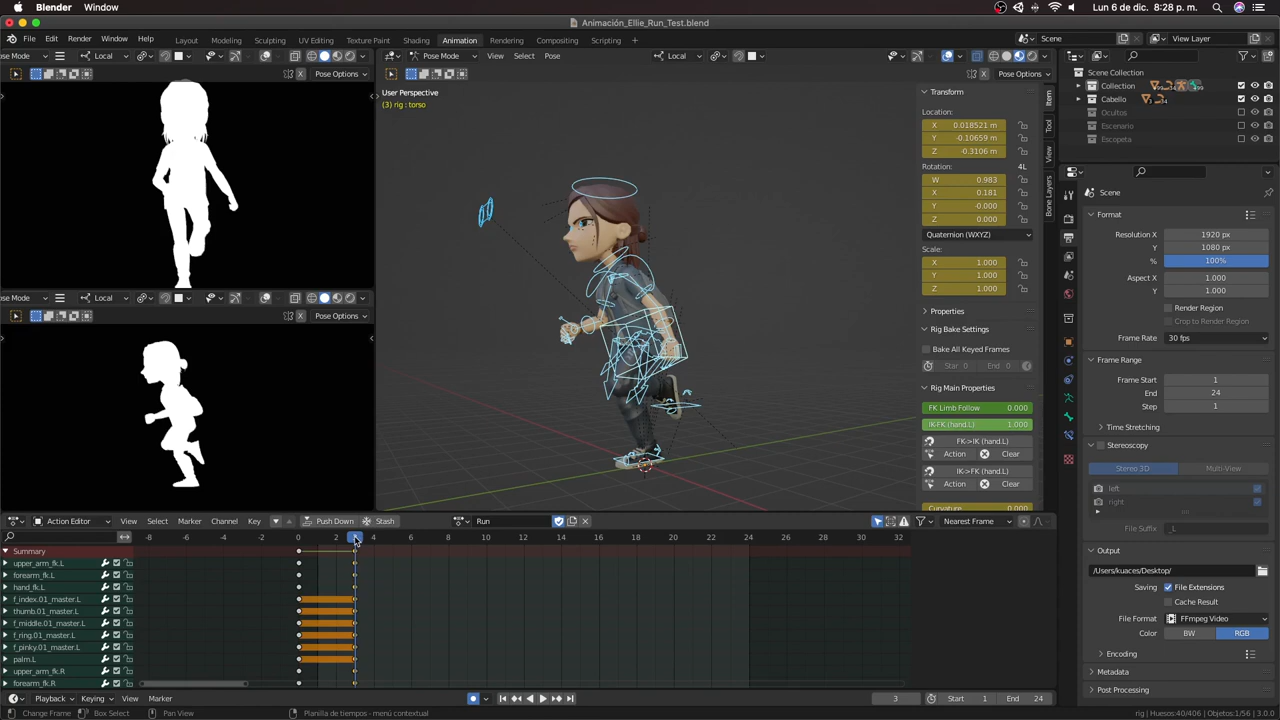 Blender Window Lun 6 de dic. 8:28 p. m.
Animación_Ellie_Run_Test.blend
File Edit Render Window Help Layout Modeling Sculpting UV Editing Texture Paint Shading Animation Rendering Compositing Scripting + Scene View Layer
ose Mode Local Pose Mode View Select Pose Local
Pose Options Pose Options
User Perspective
(3) rig : torso
Transform
Location:
X 0.018521 m
Y -0.10659 m
Z -0.3106 m
Rotation: 4L
W 0.983
X 0.181
Y -0.000
Z 0.000
Quaternion (WXYZ)
Scale:
X 1.000
Y 1.000
Z 1.000
Properties
Rig Bake Settings
Bake All Keyed Frames
Star 0 End 0
Rig Main Properties
FK Limb Follow 0.000
IK-FK (hand.L) 1.000
FK->IK (hand.L)
Action Clear
IK->FK (hand.L)
Action Clear
Curvature 0.000
Item
Tool
View
Bone Layers
ose Mode Local
Pose Options
Scene Collection
Collection
Cabello
Ocultos
Escenario
Escopeta
Scene
Format
Resolution X 1920 px
Y 1080 px
% 100%
Aspect X 1.000
Y 1.000
Render Region
Crop to Render Region
Frame Rate 30 fps
Frame Range
Frame Start 1
End 24
Step 1
Time Stretching
Stereoscopy
Stereo 3D Multi-View
left
right
File Suffix _L
Output
/Users/kuaces/Desktop/
Saving File Extensions
Cache Result
File Format FFmpeg Video
Color BW RGB
Encoding
Metadata
Post Processing
Action Editor View Select Marker Channel Key Push Down Stash Run Nearest Frame
-8 -6 -4 -2 0 2 3 4 6 8 10 12 14 16 18 20 22 24 26 28 30 32
Summary
upper_arm_fk.L
forearm_fk.L
hand_fk.L
f_index.01_master.L
thumb.01_master.L
f_middle.01_master.L
f_ring.01_master.L
f_pinky.01_master.L
palm.L
upper_arm_fk.R
forearm_fk.R
Playback Keying View Marker 3 Start 1 End 24
Change Frame Box Select Pan View Planilla de tiempos - menú contextual rig | Huesos:40/406 | Objetos:1/56 | 3.0.0